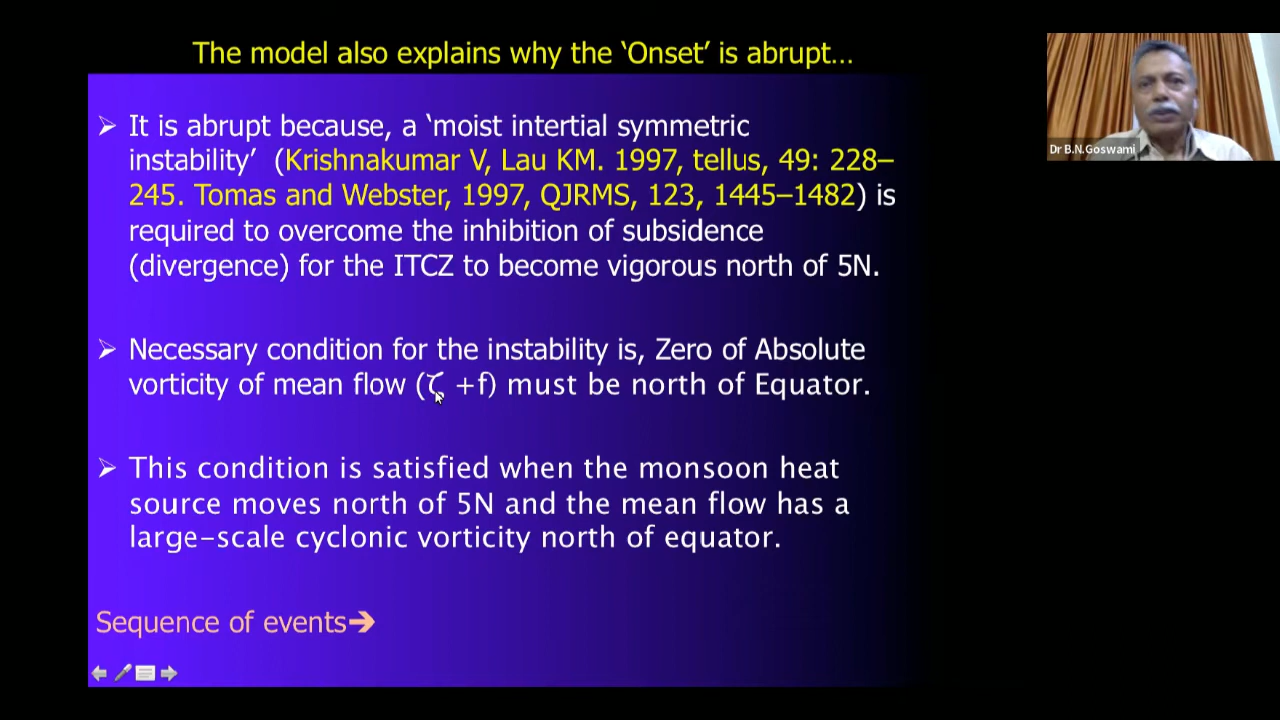 The model also explains why the ‘Onset’ is abrupt…
➢ It is abrupt because, a ‘moist intertial symmetric
instability’ (Krishnakumar V, Lau KM. 1997, tellus, 49: 228–
245. Tomas and Webster, 1997, QJRMS, 123, 1445–1482) is
required to overcome the inhibition of subsidence
(divergence) for the ITCZ to become vigorous north of 5N.
➢ Necessary condition for the instability is, Zero of Absolute
vorticity of mean flow (ζ +f) must be north of Equator.
➢ This condition is satisfied when the monsoon heat
source moves north of 5N and the mean flow has a
large-scale cyclonic vorticity north of equator.
Sequence of events➔
Dr B.N.Goswami